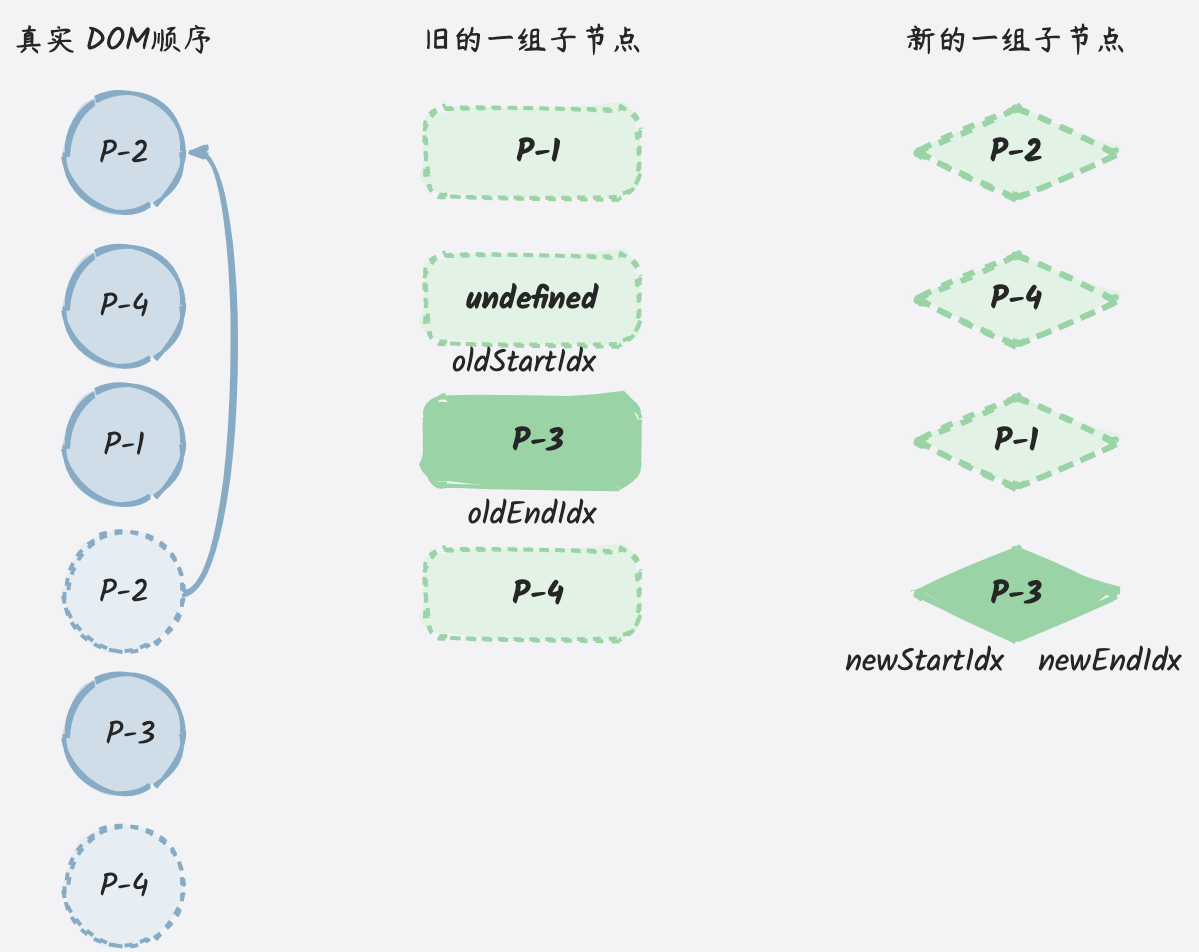 真实 DOM顺序
旧的一组子节点
新的一组子节点
P-2
P-1
P-2
P-4
undefined
P-4
oldStartIdx
P-1
P-3
P-1
oldEndIdx
P-2
P-4
P-3
newStartIdx
newEndIdx
P-3
P-4